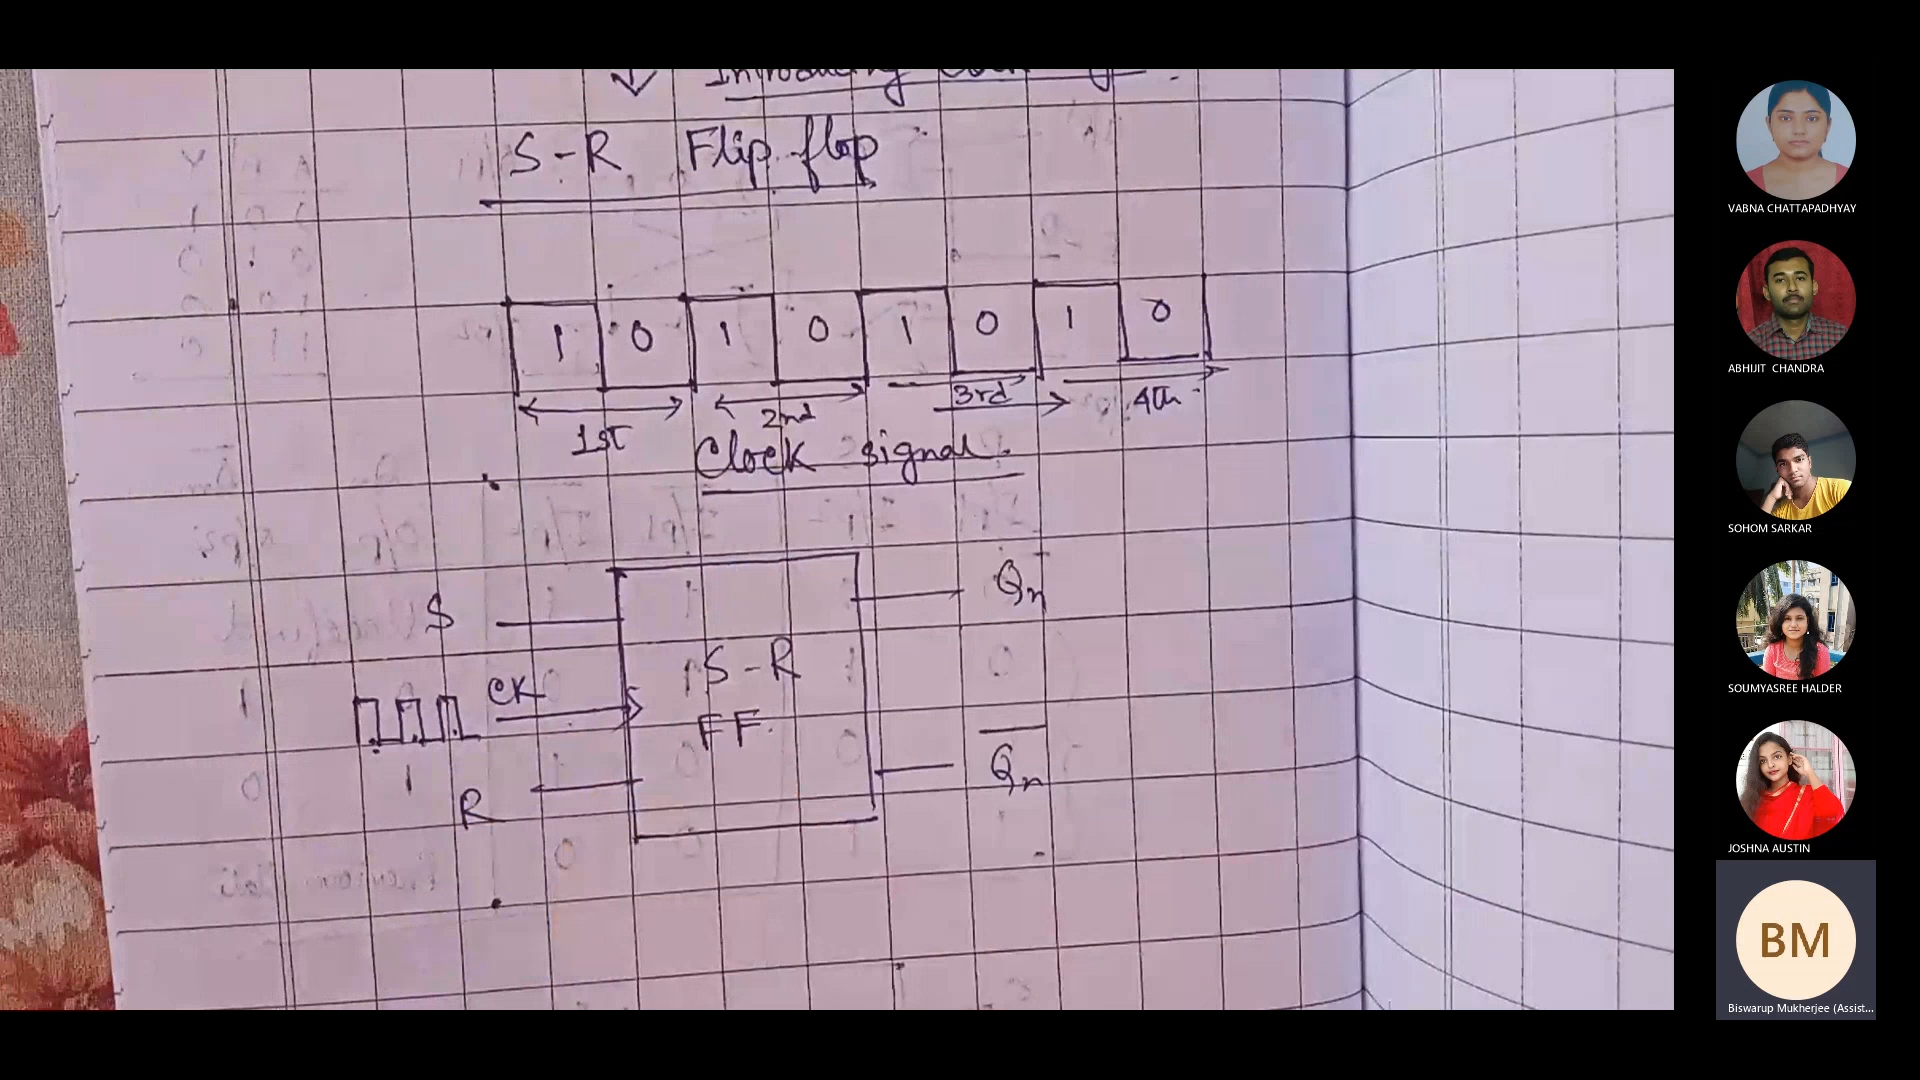 Introducing
S-R Flip flop
1 0 1 0 1 0 1 0
1st 2nd 3rd 4th
Clock signal.
S
Qn
CK
S-R
FF.
R
Qn
VABNA CHATTAPADHYAY
ABHIJIT CHANDRA
SOHOM SARKAR
SOUMYASREE HALDER
JOSHNA AUSTIN
BM
Biswarup Mukherjee (Assist...